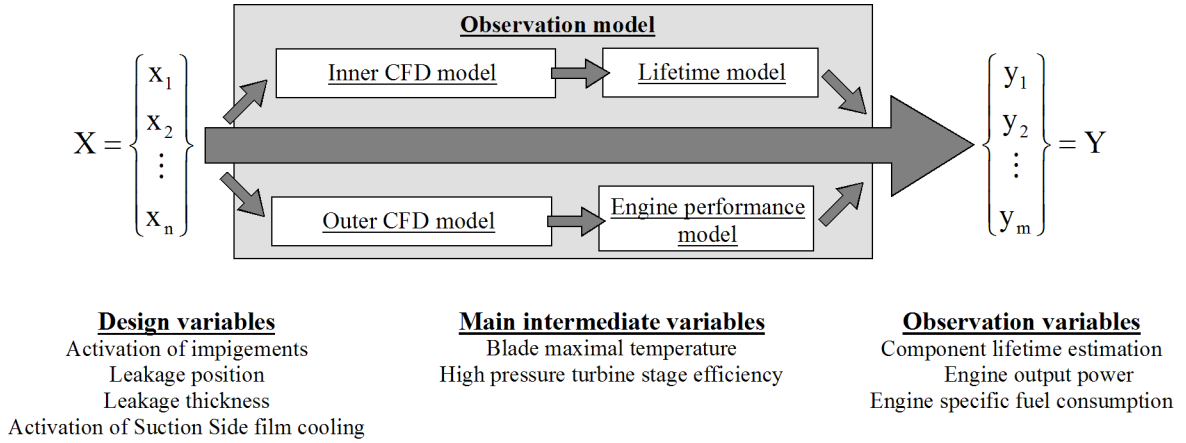 Observation model
Inner CFD model
Lifetime model
X = { x1 x2 ⋮ xn }
{ y1 y2 ⋮ ym } = Y
Outer CFD model
Engine performance
model
Design variables
Activation of impigements
Leakage position
Leakage thickness
Activation of Suction Side film cooling
Main intermediate variables
Blade maximal temperature
High pressure turbine stage efficiency
Observation variables
Component lifetime estimation
Engine output power
Engine specific fuel consumption